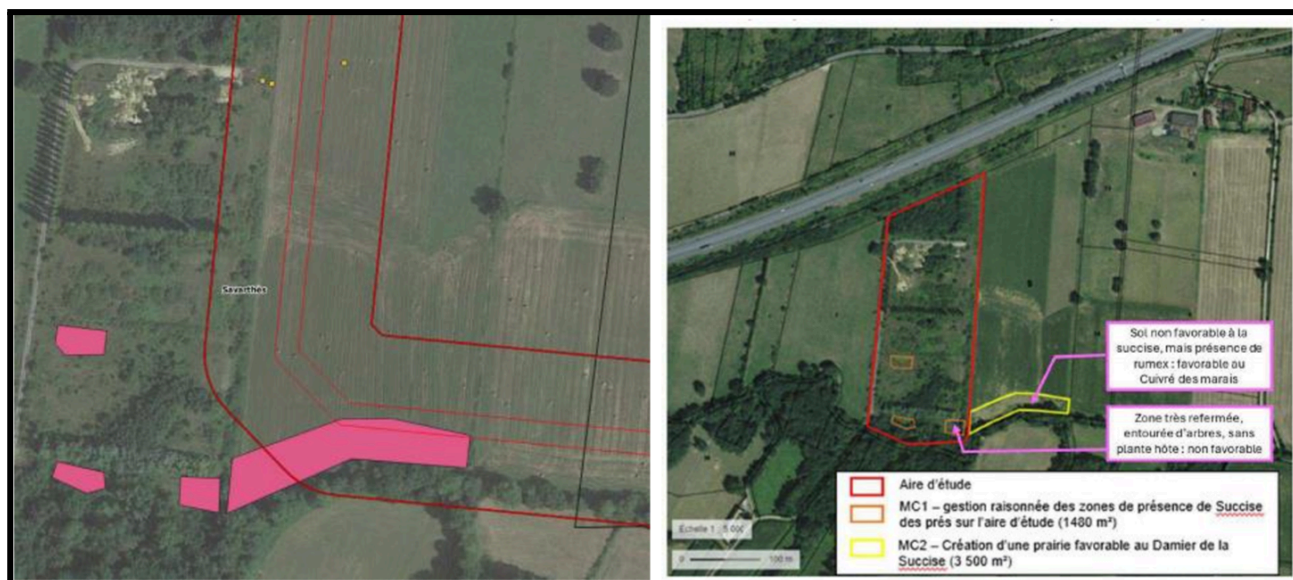 Savarthès
Sol non favorable à la
succise, mais présence de
rumex : favorable au
Cuivré des marais
Zone très refermée,
entourée d'arbres, sans
plante hôte : non favorable
Aire d'étude
MC1 – gestion raisonnée des zones de présence de Succise
des prés sur l'aire d'étude (1480 m²)
MC2 – Création d'une prairie favorable au Damier de la
Succise (3 500 m²)
Échelle 1 : 5 000
0 100 m